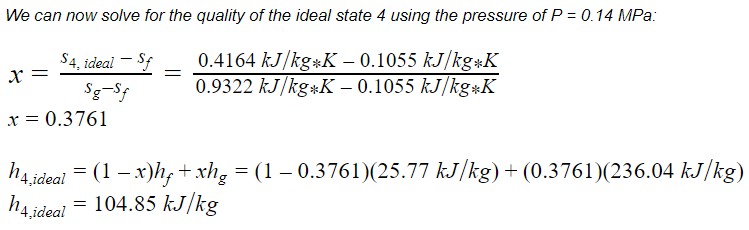 We can now solve for the quality of the ideal state 4 using the pressure of P = 0.14 MPa:
x = \frac{s_{4, ideal} - s_f}{s_g - s_f} = \frac{0.4164 kJ/kg*K - 0.1055 kJ/kg*K}{0.9322 kJ/kg*K - 0.1055 kJ/kg*K}
x = 0.3761
h_{4,ideal} = (1 - x)h_f + xh_g = (1 - 0.3761)(25.77 kJ/kg) + (0.3761)(236.04 kJ/kg)
h_{4,ideal} = 104.85 kJ/kg